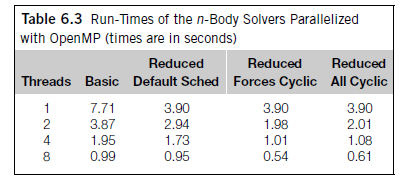 Table 6.3 Run-Times of the n-Body Solvers Parallelized
with OpenMP (times are in seconds)
Reduced Reduced Reduced
Threads Basic Default Sched Forces Cyclic All Cyclic
1 7.71 3.90 3.90 3.90
2 3.87 2.94 1.98 2.01
4 1.95 1.73 1.01 1.08
8 0.99 0.95 0.54 0.61